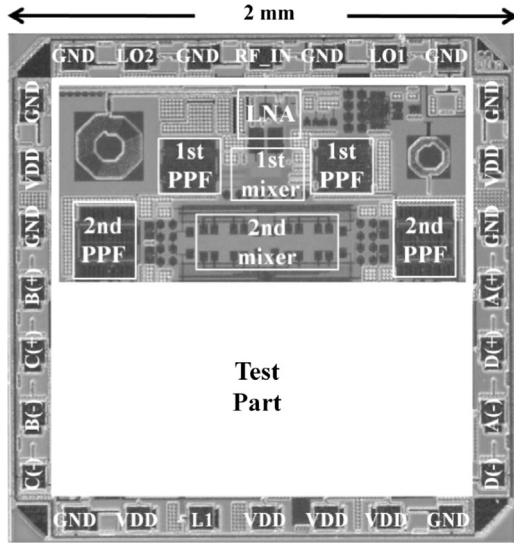 2 mm
GND LO2 GND RF_IN GND LO1 GND
GND
VDD
GND
B(+)
C(+)
B(-)
C(-)
LNA
1st
PPF
1st
mixer
1st
PPF
2nd
PPF
2nd
mixer
2nd
PPF
Test
Part
GND
VDD
GND
A(+)
D(+)
A(-)
D(-)
GND VDD L1 VDD VDD VDD GND